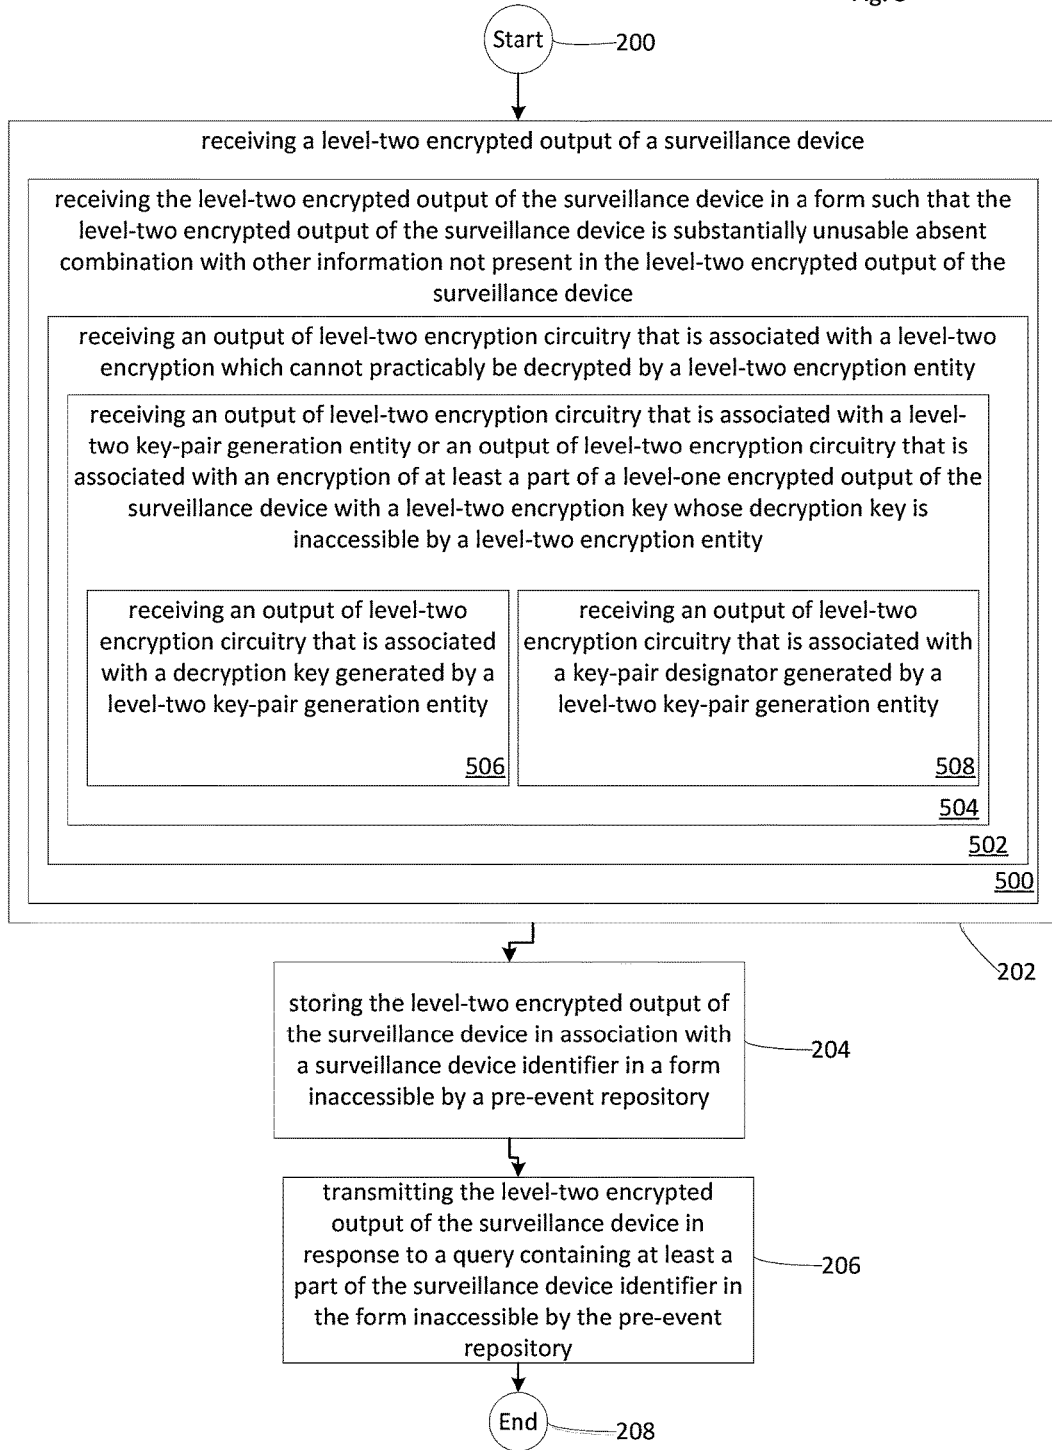 Start
200
receiving a level-two encrypted output of a surveillance device
receiving the level-two encrypted output of the surveillance device in a form such that the
level-two encrypted output of the surveillance device is substantially unusable absent
combination with other information not present in the level-two encrypted output of the
surveillance device
receiving an output of level-two encryption circuitry that is associated with a level-two
encryption which cannot practicably be decrypted by a level-two encryption entity
receiving an output of level-two encryption circuitry that is associated with a level-
two key-pair generation entity or an output of level-two encryption circuitry that is
associated with an encryption of at least a part of a level-one encrypted output of the
surveillance device with a level-two encryption key whose decryption key is
inaccessible by a level-two encryption entity
receiving an output of level-two
encryption circuitry that is associated
with a decryption key generated by a
level-two key-pair generation entity
506
receiving an output of level-two
encryption circuitry that is associated with
a key-pair designator generated by a
level-two key-pair generation entity
508
504
502
500
202
storing the level-two encrypted output of
the surveillance device in association with
a surveillance device identifier in a form
inaccessible by a pre-event repository
204
transmitting the level-two encrypted
output of the surveillance device in
response to a query containing at least a
part of the surveillance device identifier in
the form inaccessible by the pre-event
repository
206
End
208